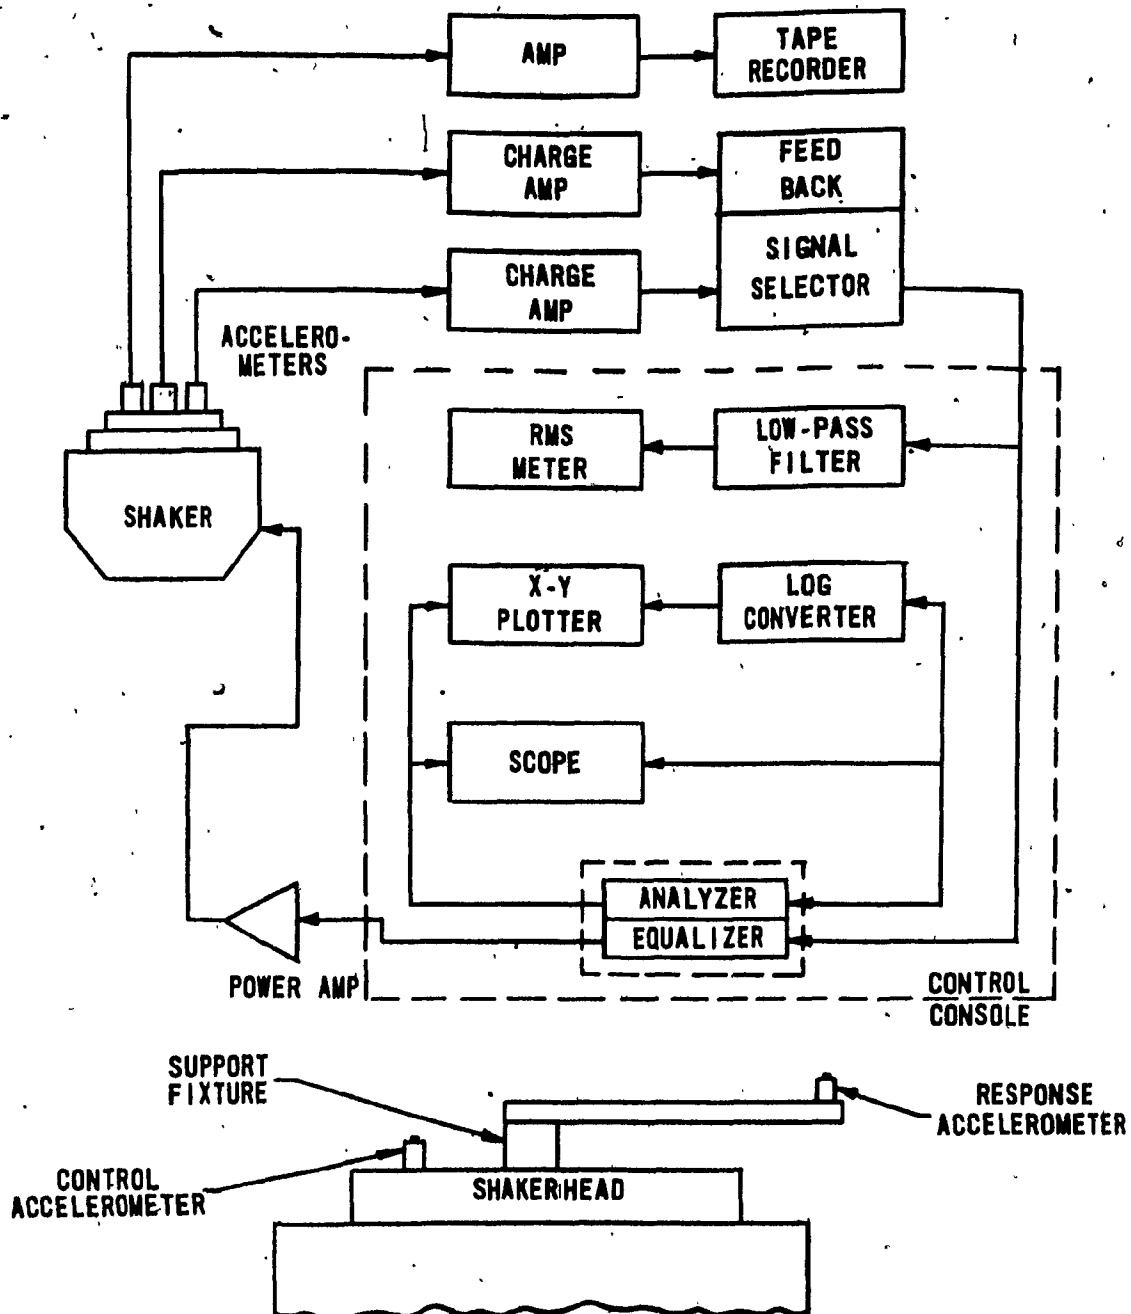 AMP
TAPE
RECORDER
CHARGE
AMP
FEED
BACK
CHARGE
AMP
SIGNAL
SELECTOR
ACCELERO-
METERS
RMS
METER
LOW-PASS
FILTER
SHAKER
X-Y
PLOTTER
LOG
CONVERTER
SCOPE
ANALYZER
EQUALIZER
POWER AMP
CONTROL
CONSOLE
SUPPORT
FIXTURE
RESPONSE
ACCELEROMETER
CONTROL
ACCELEROMETER
SHAKER HEAD